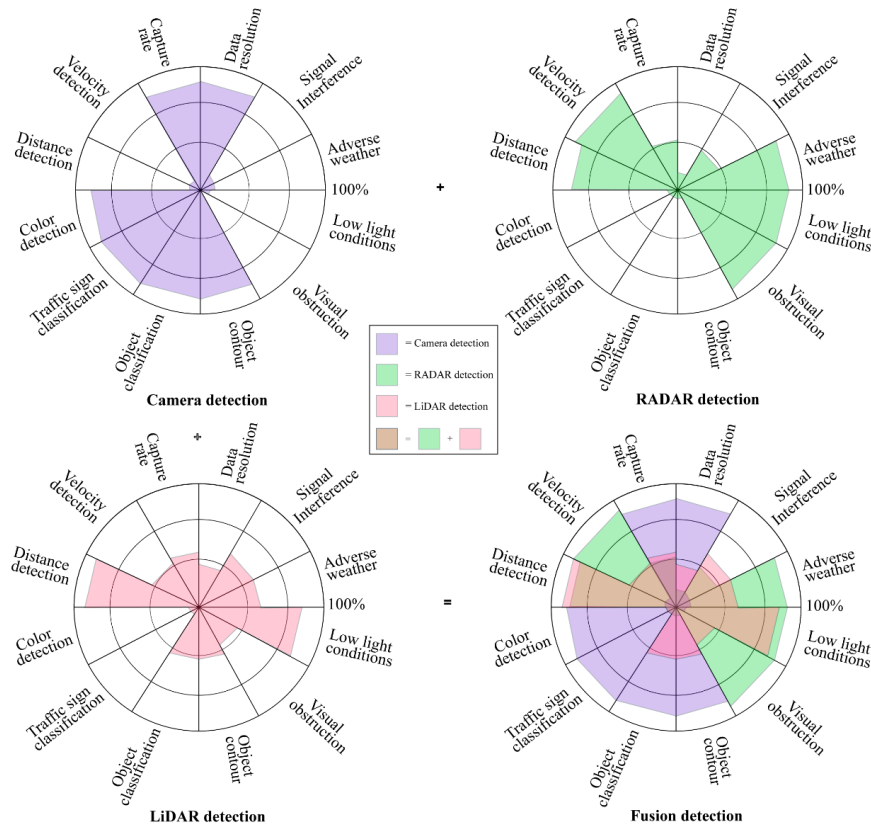 Capture
rate
Data
resolution
Signal
Interference
Adverse
weather
100%
Low light
conditions
Visual
obstruction
Object
contour
Object
classification
Traffic sign
classification
Color
detection
Distance
detection
Velocity
detection
Camera detection
+
Capture
rate
Data
resolution
Signal
Interference
Adverse
weather
100%
Low light
conditions
Visual
obstruction
Object
contour
Object
classification
Traffic sign
classification
Color
detection
Distance
detection
Velocity
detection
RADAR detection
= Camera detection
= RADAR detection
= LiDAR detection
= +
+
Capture
rate
Data
resolution
Signal
Interference
Adverse
weather
100%
Low light
conditions
Visual
obstruction
Object
contour
Object
classification
Traffic sign
classification
Color
detection
Distance
detection
Velocity
detection
LiDAR detection
=
Capture
rate
Data
resolution
Signal
Interference
Adverse
weather
100%
Low light
conditions
Visual
obstruction
Object
contour
Object
classification
Traffic sign
classification
Color
detection
Distance
detection
Velocity
detection
Fusion detection